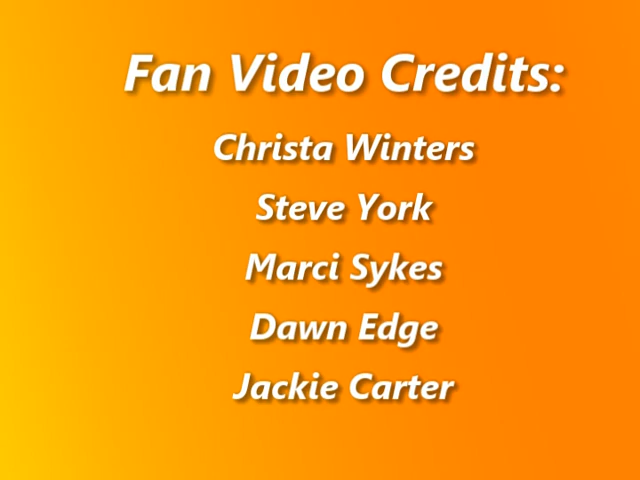 Fan Video Credits:
Christa Winters
Steve York
Marci Sykes
Dawn Edge
Jackie Carter